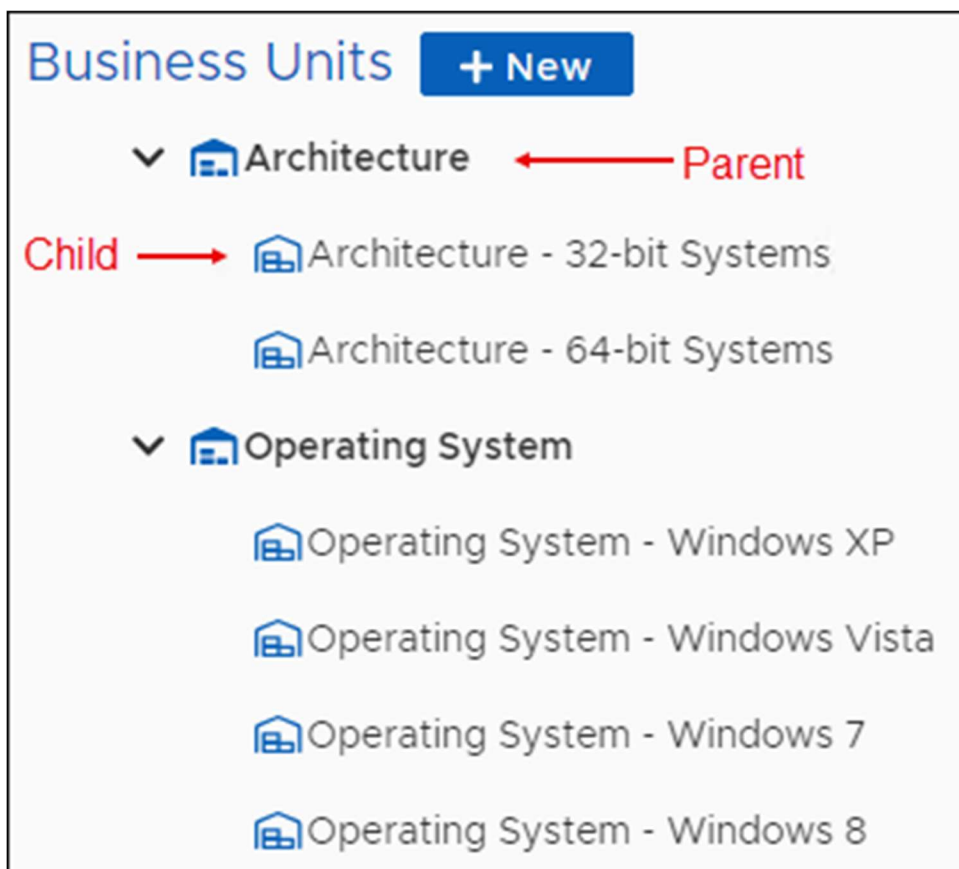 Business Units + New
Architecture Parent
Child Architecture - 32-bit Systems
Architecture - 64-bit Systems
Operating System
Operating System - Windows XP
Operating System - Windows Vista
Operating System - Windows 7
Operating System - Windows 8